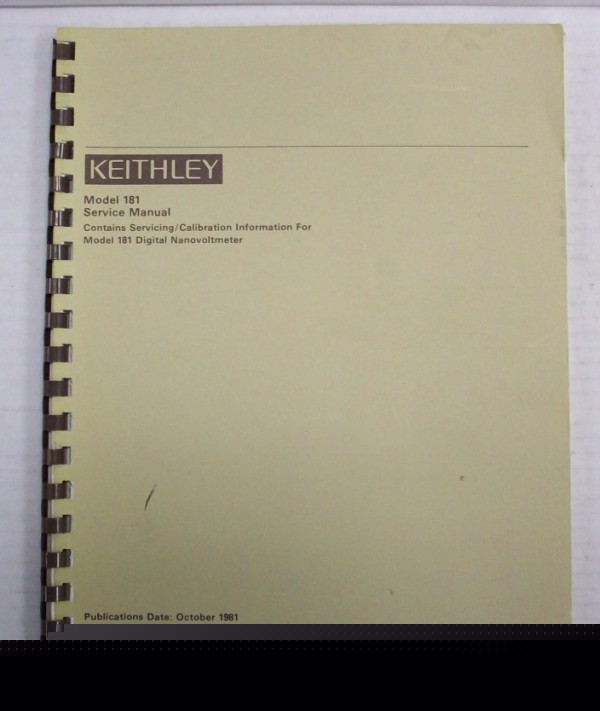 KEITHLEY
Model 181
Service Manual
Contains Servicing/Calibration Information For
Model 181 Digital Nanovoltmeter
Publications Date: October 1981